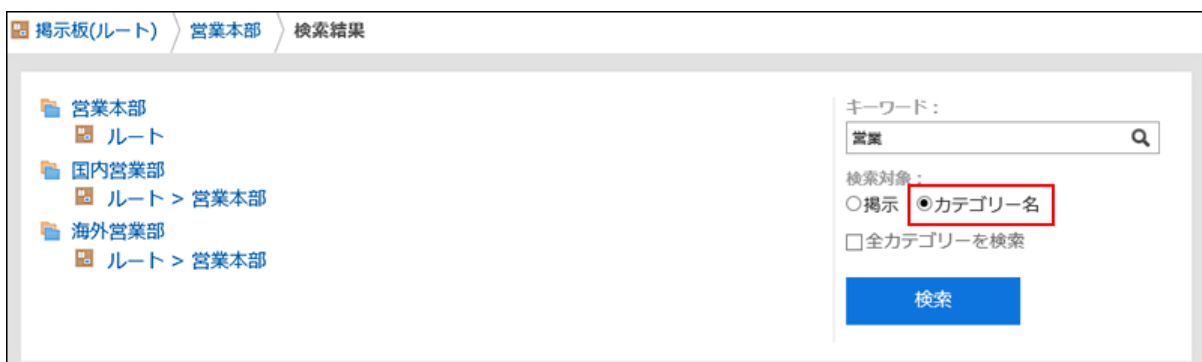 掲示板(ルート) 営業本部 検索結果
営業本部
ルート
国内営業部
ルート > 営業本部
海外営業部
ルート > 営業本部
キーワード：
営業
検索対象：
掲示 カテゴリー名
全カテゴリーを検索
検索